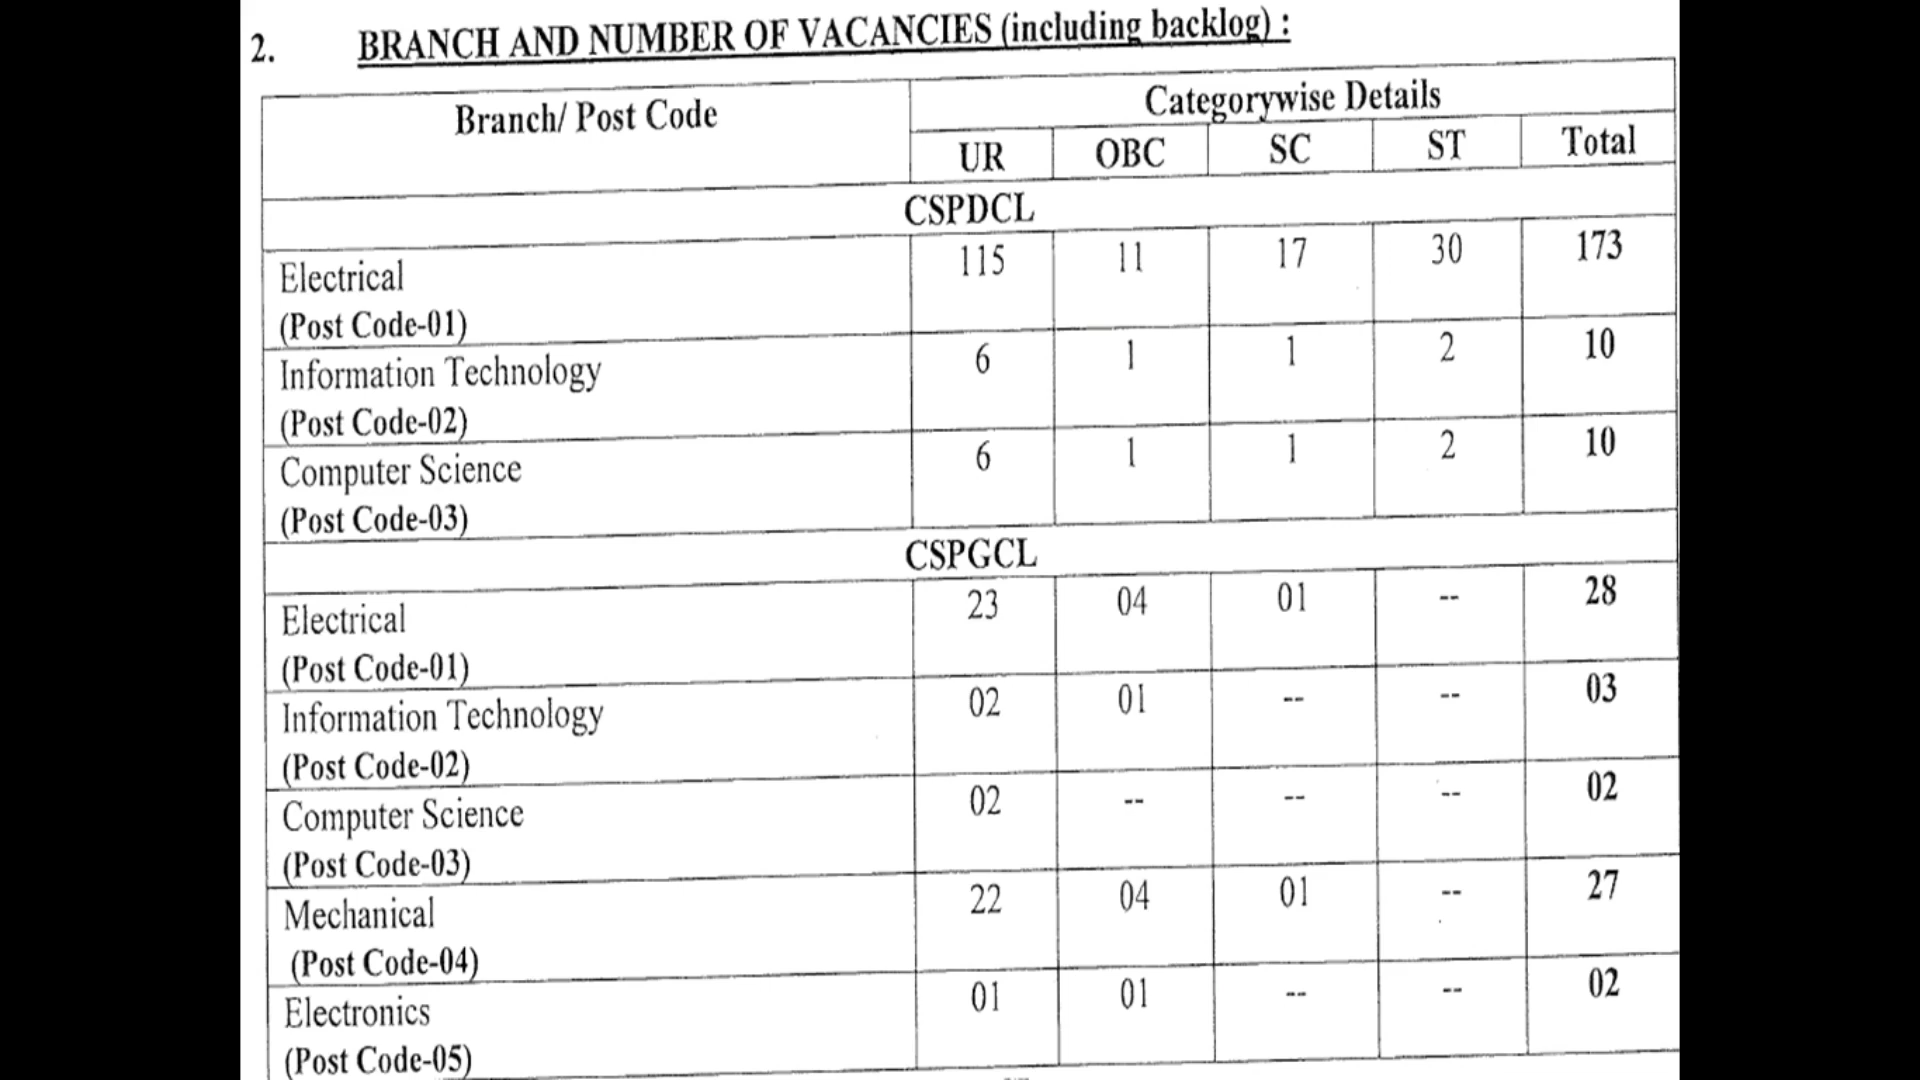 2. BRANCH AND NUMBER OF VACANCIES (including backlog) :
Branch/ Post Code
Categorywise Details
UR OBC SC ST Total
CSPDCL
Electrical 115 11 17 30 173
(Post Code-01)
Information Technology 6 1 1 2 10
(Post Code-02)
Computer Science 6 1 1 2 10
(Post Code-03)
CSPGCL
Electrical 23 04 01 -- 28
(Post Code-01)
Information Technology 02 01 -- -- 03
(Post Code-02)
Computer Science 02 -- -- -- 02
(Post Code-03)
Mechanical 22 04 01 -- 27
(Post Code-04)
Electronics 01 01 -- -- 02
(Post Code-05)